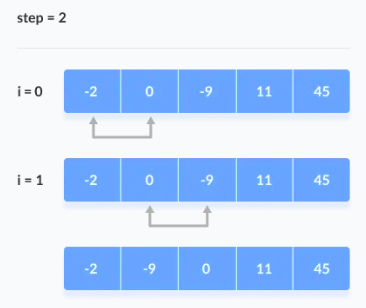 step = 2
i = 0 -2 0 -9 11 45
i = 1 -2 0 -9 11 45
-2 -9 0 11 45